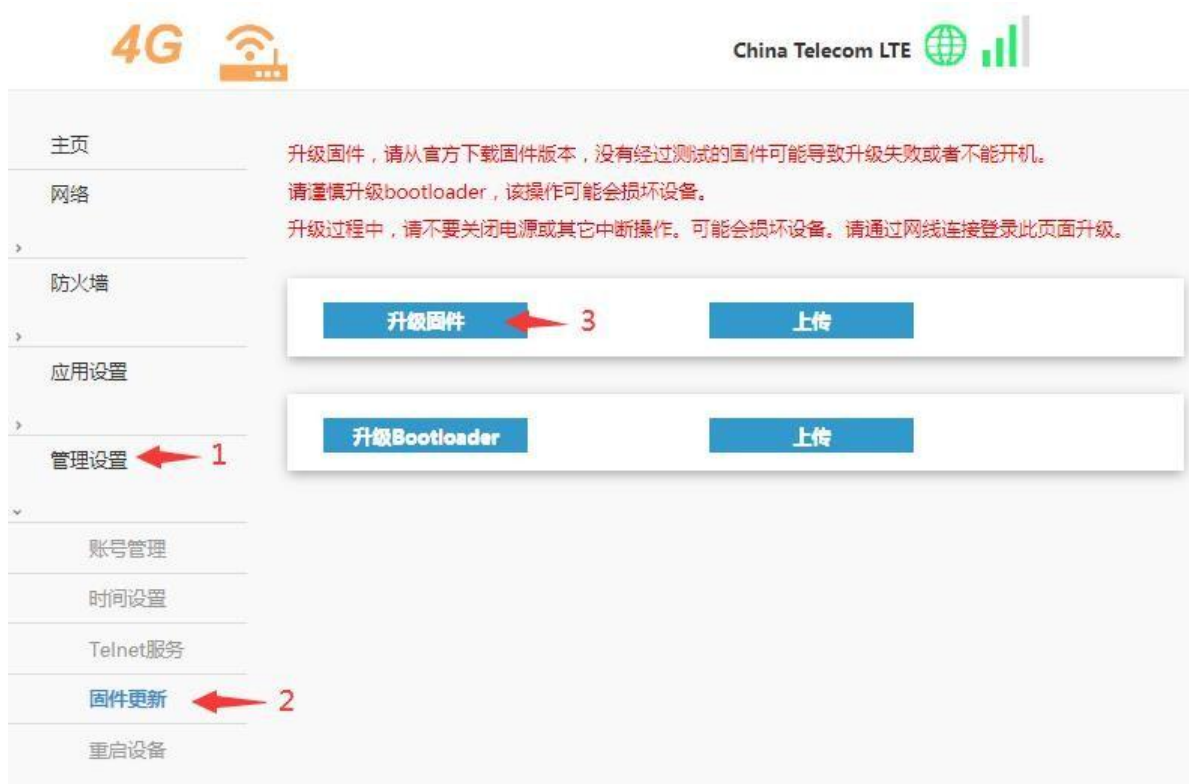 4G
China Telecom LTE
主页
网络
防火墙
应用设置
管理设置
1
账号管理
时间设置
Telnet服务
固件更新
2
重启设备
升级固件，请从官方下载固件版本，没有经过测试的固件可能导致升级失败或者不能开机。
请谨慎升级bootloader，该操作可能会损坏设备。
升级过程中，请不要关闭电源或其它中断操作。可能会损坏设备。请通过网线连接登录此页面升级。
升级固件
3
上传
升级Bootloader
上传